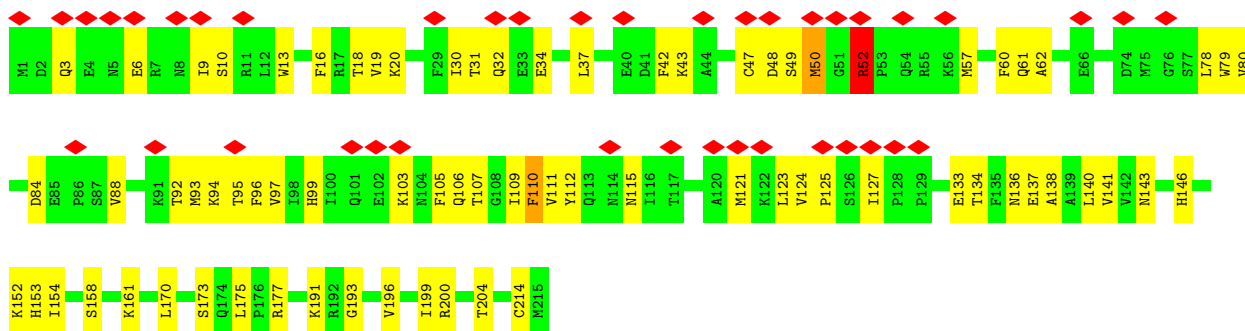 M1 D2 Q3 E4 N5 E6 R7 N8 I9 S10 R11 L12 W13 F16 R17 T18 V19 K20 F29 I30 T31 Q32 E33 E34 L37 E40 D41 F42 K43 A44 C47 D48 S49 M50 G51 R52 P53 Q54 R55 K56 M57 F60 Q61 A62 E66 D74 M75 G76 S77 L78 W79 V80
D84 E85 P86 S87 V88 K91 T92 M93 K94 T95 F96 V97 I98 H99 I100 Q101 E102 K103 N104 F105 Q106 T107 G108 I109 F110 V111 Y112 Q113 N114 N115 I116 T117 A120 M121 K122 L123 V124 P125 S126 I127 P128 P129 E133 T134 F135 N136 E137 A138 A139 L140 V141 V142 N143 H146
K152 H153 I154 S158 K161 L170 S173 Q174 L175 P176 R177 K191 R192 G193 V196 I199 R200 T204 C214 M215